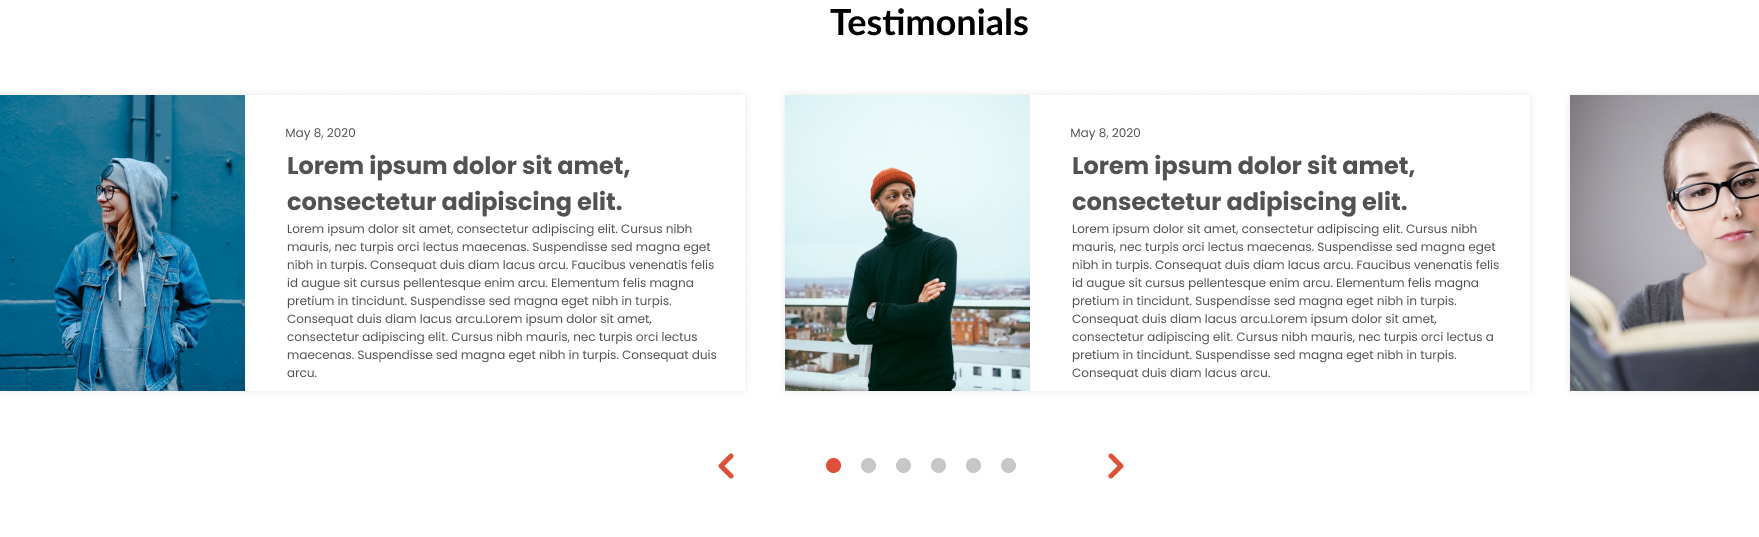 Testimonials
May 8, 2020
Lorem ipsum dolor sit amet,
consectetur adipiscing elit.
Lorem ipsum dolor sit amet, consectetur adipiscing elit. Cursus nibh
mauris, nec turpis orci lectus maecenas. Suspendisse sed magna eget
nibh in turpis. Consequat duis diam lacus arcu. Faucibus venenatis felis
id augue sit cursus pellentesque enim arcu. Elementum felis magna
pretium in tincidunt. Suspendisse sed magna eget nibh in turpis.
Consequat duis diam lacus arcu.Lorem ipsum dolor sit amet,
consectetur adipiscing elit. Cursus nibh mauris, nec turpis orci lectus
maecenas. Suspendisse sed magna eget nibh in turpis. Consequat duis
arcu.
May 8, 2020
Lorem ipsum dolor sit amet,
consectetur adipiscing elit.
Lorem ipsum dolor sit amet, consectetur adipiscing elit. Cursus nibh
mauris, nec turpis orci lectus maecenas. Suspendisse sed magna eget
nibh in turpis. Consequat duis diam lacus arcu. Faucibus venenatis felis
id augue sit cursus pellentesque enim arcu. Elementum felis magna
pretium in tincidunt. Suspendisse sed magna eget nibh in turpis.
Consequat duis diam lacus arcu.Lorem ipsum dolor sit amet,
consectetur adipiscing elit. Cursus nibh mauris, nec turpis orci lectus a
pretium in tincidunt. Suspendisse sed magna eget nibh in turpis.
Consequat duis diam lacus arcu.